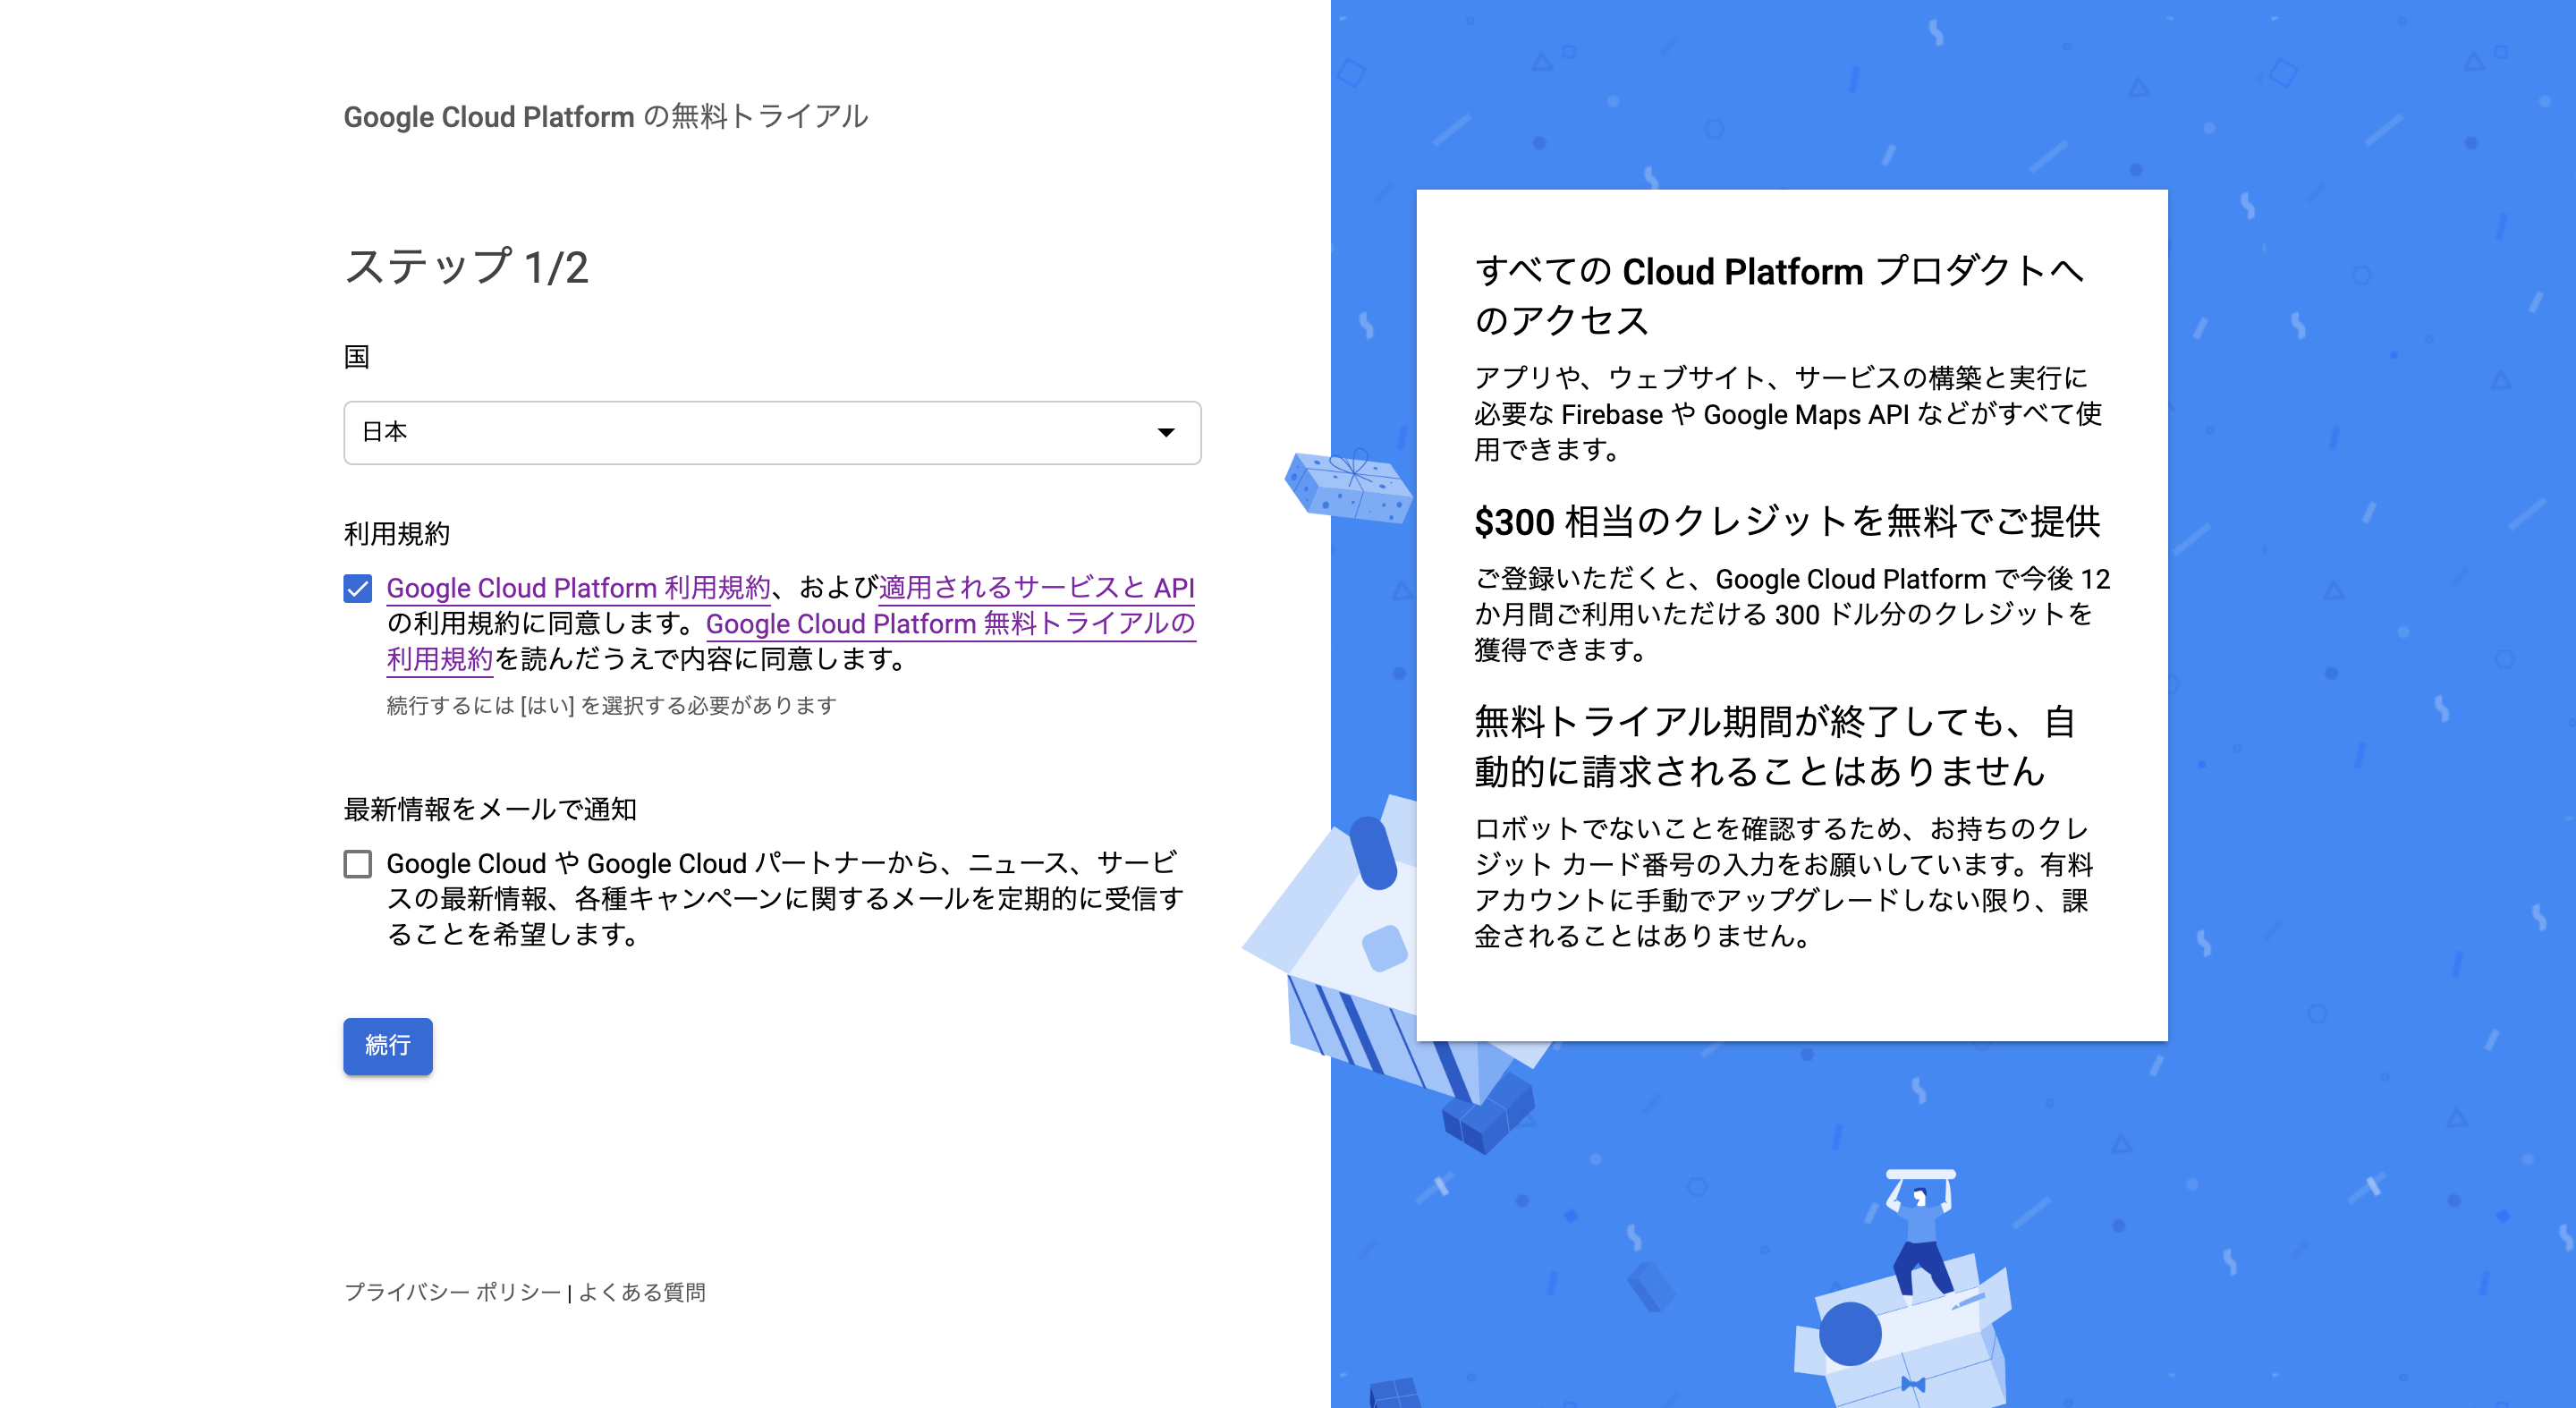 Google Cloud Platform の無料トライアル
ステップ 1/2
国
日本
利用規約
Google Cloud Platform 利用規約、および適用されるサービスと API
の利用規約に同意します。Google Cloud Platform 無料トライアルの
利用規約を読んだうえで内容に同意します。
続行するには [はい] を選択する必要があります
最新情報をメールで通知
Google Cloud や Google Cloud パートナーから、ニュース、サービ
スの最新情報、各種キャンペーンに関するメールを定期的に受信す
ることを希望します。
続行
プライバシー ポリシー | よくある質問
すべての Cloud Platform プロダクトへ
のアクセス
アプリや、ウェブサイト、サービスの構築と実行に
必要な Firebase や Google Maps API などがすべて使
用できます。
$300 相当のクレジットを無料でご提供
ご登録いただくと、Google Cloud Platform で今後 12
か月間ご利用いただける 300 ドル分のクレジットを
獲得できます。
無料トライアル期間が終了しても、自
動的に請求されることはありません
ロボットでないことを確認するため、お持ちのクレ
ジット カード番号の入力をお願いしています。有料
アカウントに手動でアップグレードしない限り、課
金されることはありません。